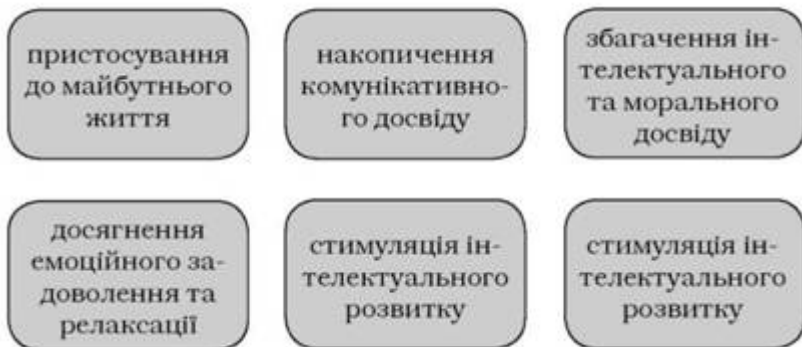 пристосування
до майбутнього
життя
накопичення
комунікативно-
го досвіду
збагачення ін-
телектуального
та морального
досвіду
досягнення
емоційного за-
доволення та
релаксації
стимуляція ін-
телектуального
розвитку
стимуляція ін-
телектуального
розвитку